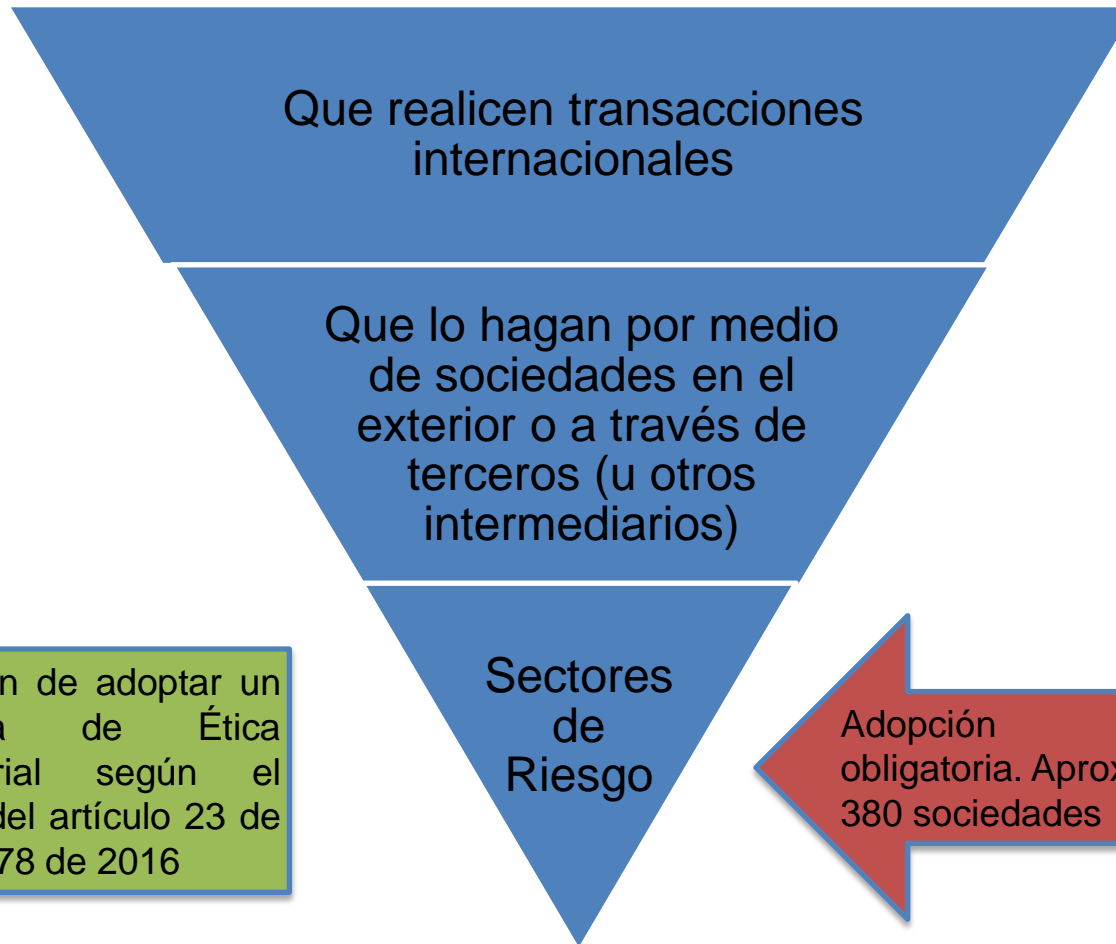 Que realicen transacciones
internacionales
Que lo hagan por medio
de sociedades en el
exterior o a través de
terceros (u otros
intermediarios)
Sectores
de
Riesgo
de adoptar un
de Ética
según el
del artículo 23 de
78 de 2016
Adopción
obligatoria. Aprox
380 sociedades